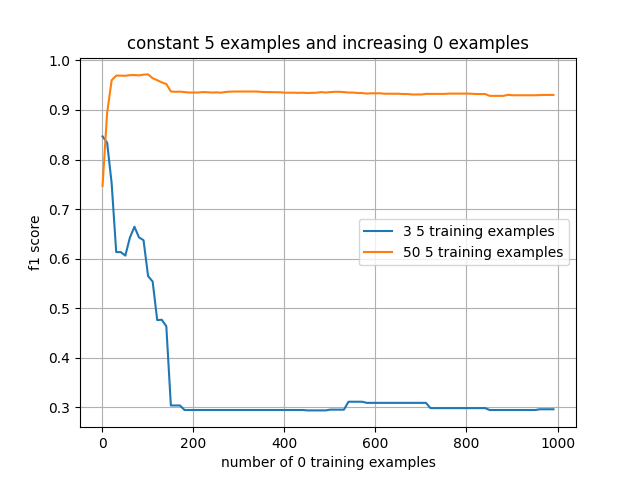 constant 5 examples and increasing 0 examples
1.0
0.9
0.8
0.7
0.6
0.5
0.4
0.3
f1 score
3 5 training examples
50 5 training examples
0
200
400
600
800
1000
number of 0 training examples